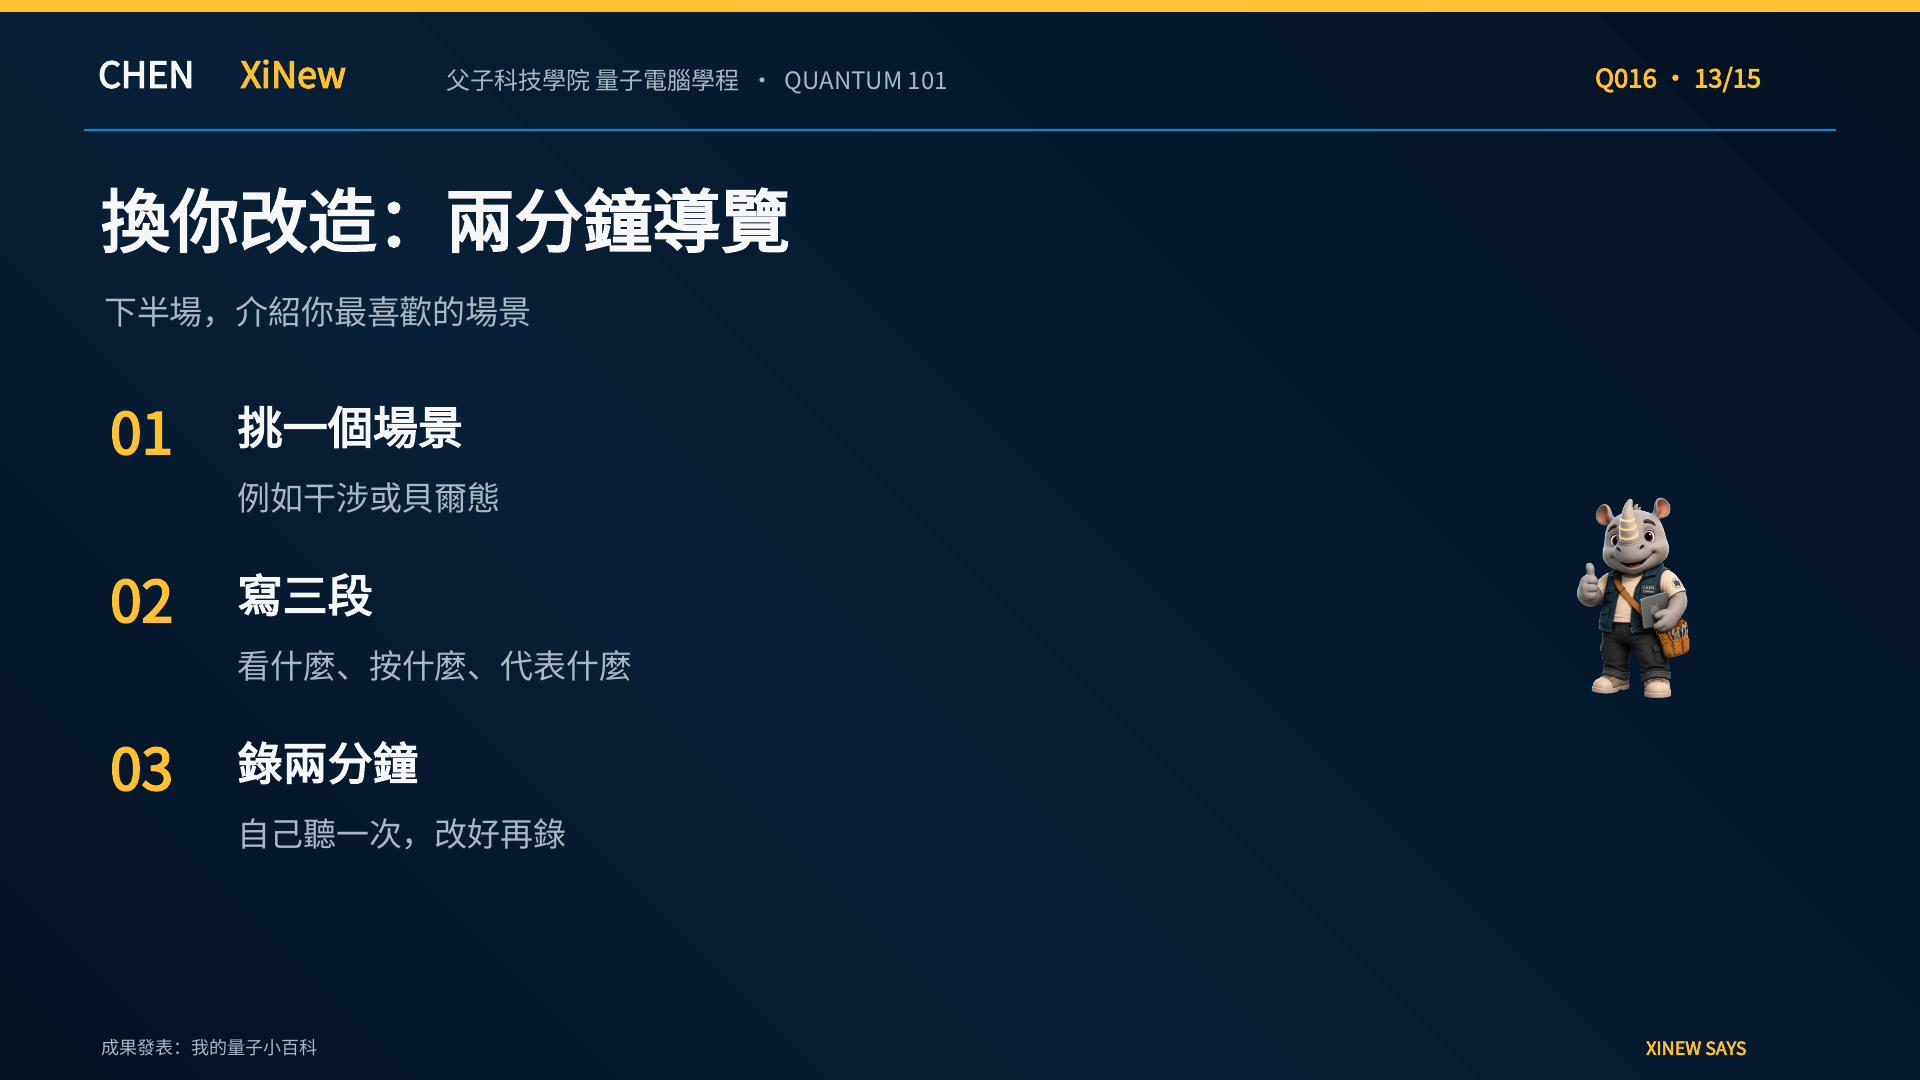 CHEN XiNew 父子科技學院 量子電腦學程 · QUANTUM 101 Q016 · 13/15
換你改造：兩分鐘導覽
下半場，介紹你最喜歡的場景
01 挑一個場景
例如干涉或貝爾態
02 寫三段
看什麼、按什麼、代表什麼
03 錄兩分鐘
自己聽一次，改好再錄
成果發表：我的量子小百科 XINEW SAYS